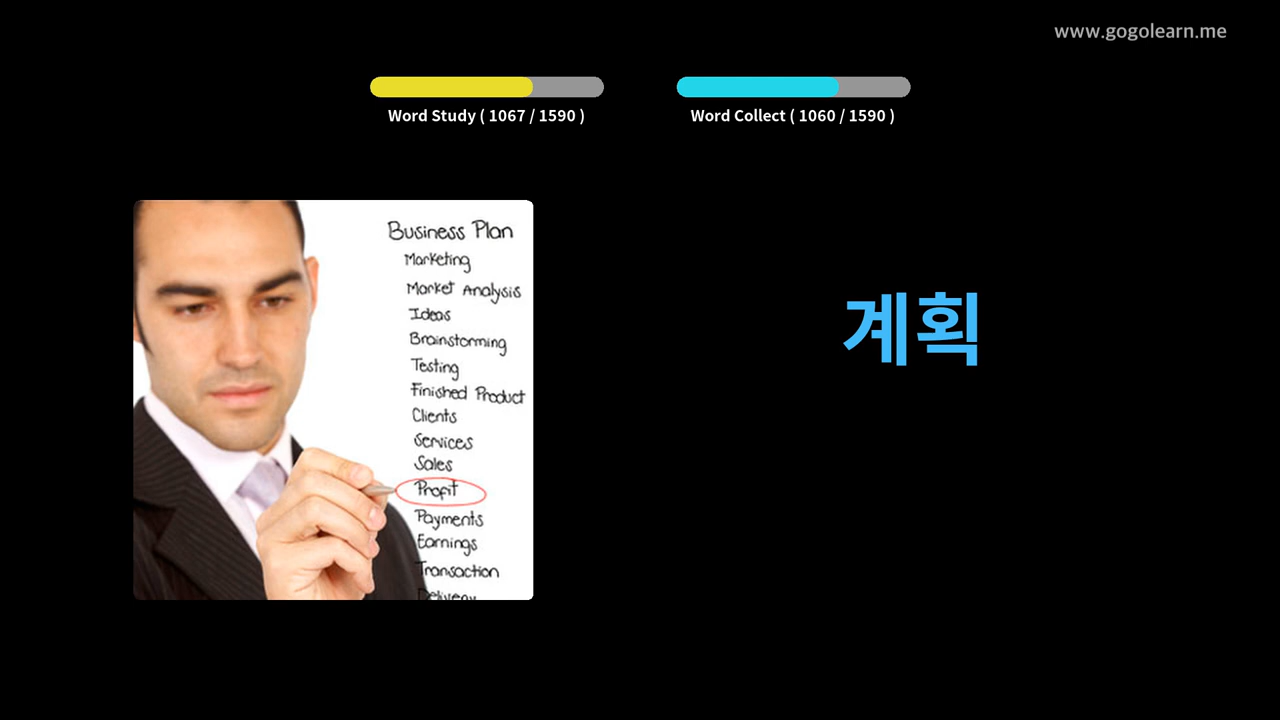 www.gogolearn.me
Word Study ( 1067 / 1590 )
Word Collect ( 1060 / 1590 )
Business Plan
Marketing
Market Analysis
Ideas
Brainstorming
Testing
Finished Product
Clients
Services
Sales
Profit
Payments
Earnings
Transaction
Delivery
계획